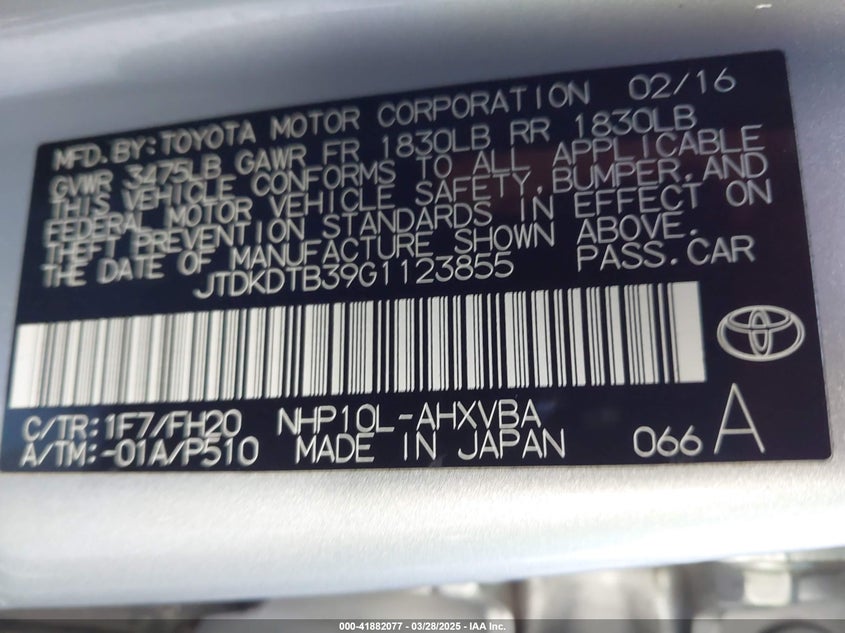 MFD.BY:TOYOTA MOTOR CORPORATION 02/16
GVWR 3475LB GAWR FR 1830LB RR 1830LB
THIS VEHICLE CONFORMS TO ALL APPLICABLE
FEDERAL MOTOR VEHICLE SAFETY,BUMPER,AND
THEFT PREVENTION STANDARDS IN EFFECT ON
THE DATE OF MANUFACTURE SHOWN ABOVE.
JTDKDTB39G1123855 PASS.CAR
C/TR:1F7/FH20 NHP10L-AHXVBA
A/TM:-01A/P510 MADE IN JAPAN 066 A
000-41882077 | 03/28/2025 | IAA Inc.